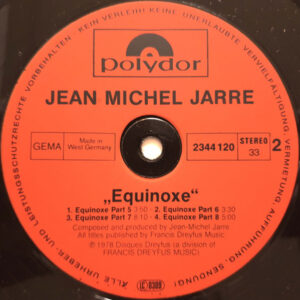 KEIN VERLEIH! KEINE UNERLAUBTE VERVIELFÄLTIGUNG, VERMIETUNG, AUFFÜHRUNG, SENDUNG!
ALLE URHEBER- UND LEISTUNGSSCHUTZRECHTE VORBEHALTEN
polydor
JEAN MICHEL JARRE
GEMA
Made in
West Germany
2344 120
STEREO
33
2
„Equinoxe“
1. Equinoxe Part 5 3:50 - 2. Equinoxe Part 6 3:30
3. Equinoxe Part 7 8:10 - 4. Equinoxe Part 8 5:00
Composed and produced by Jean-Michel Jarre
All titles published by Francis Dreyfus Music
℗ 1978 Disques Dreyfus (a division of
FRANCIS DREYFUS MUSIC)
LC 0309